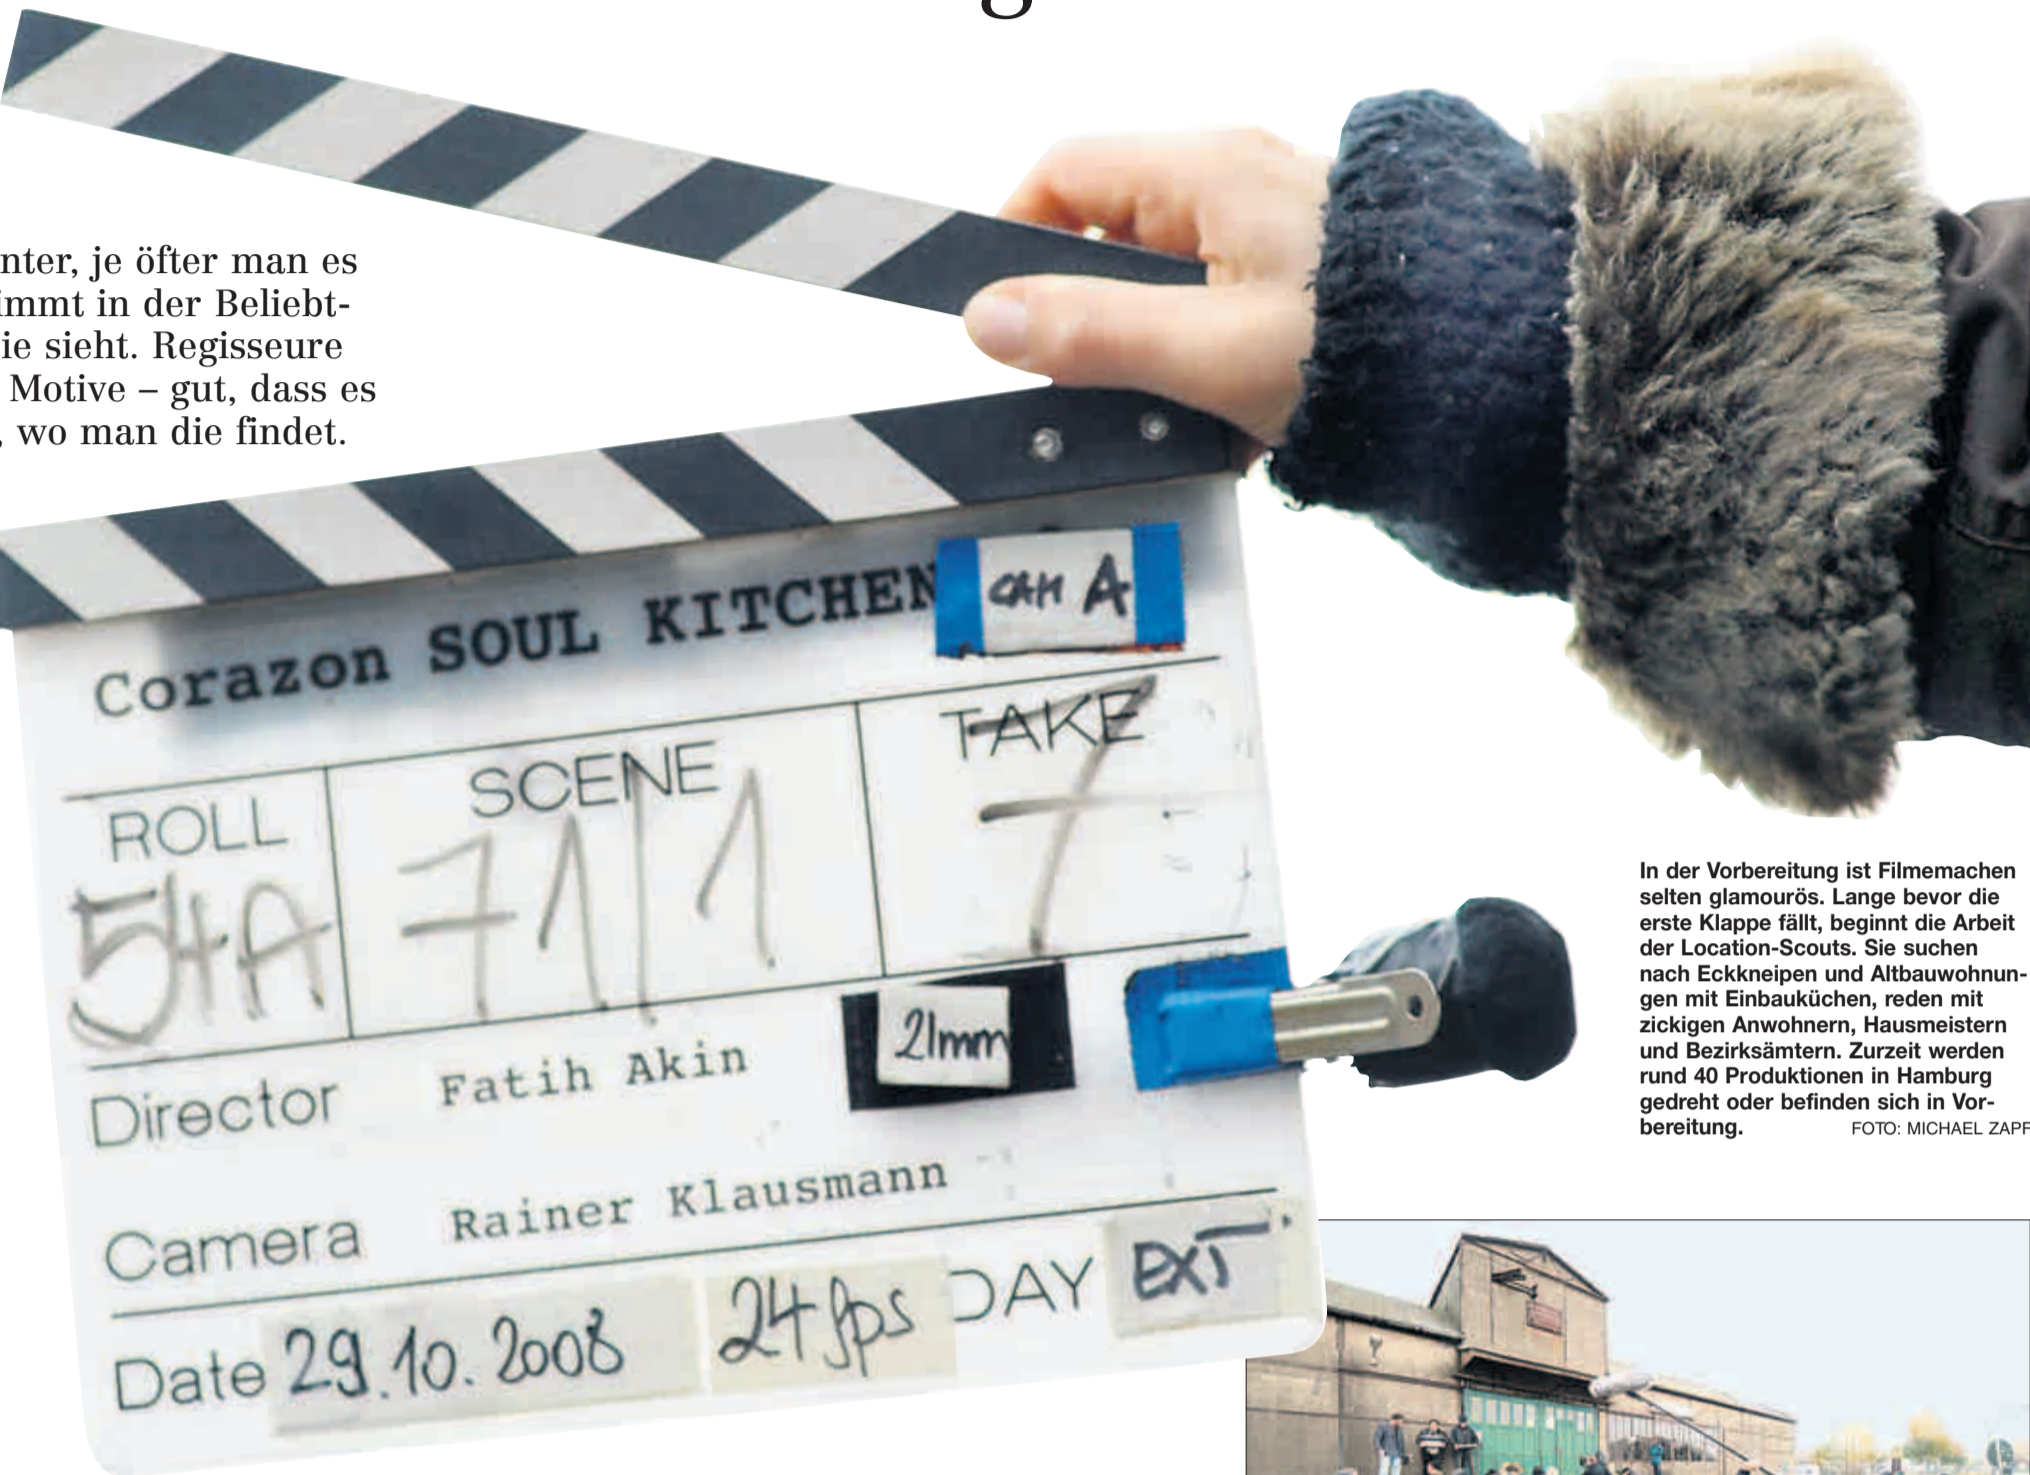 nter, je öfter man es
immt in der Beliebt-
ie sieht. Regisseure
Motive – gut, dass es
, wo man die findet.
Corazon SOUL KITCHEN
CAM A
ROLL
SCENE
TAKE
54A
71/1
7
21mm
Director Fatih Akin
Camera Rainer Klausmann
Date 29.10.2008 24 fps DAY EXT
In der Vorbereitung ist Filmemachen
selten glamourös. Lange bevor die
erste Klappe fällt, beginnt die Arbeit
der Location-Scouts. Sie suchen
nach Eckkneipen und Altbauwohnun-
gen mit Einbauküchen, reden mit
zickigen Anwohnern, Hausmeistern
und Bezirksämtern. Zurzeit werden
rund 40 Produktionen in Hamburg
gedreht oder befinden sich in Vor-
bereitung. FOTO: MICHAEL ZAPF